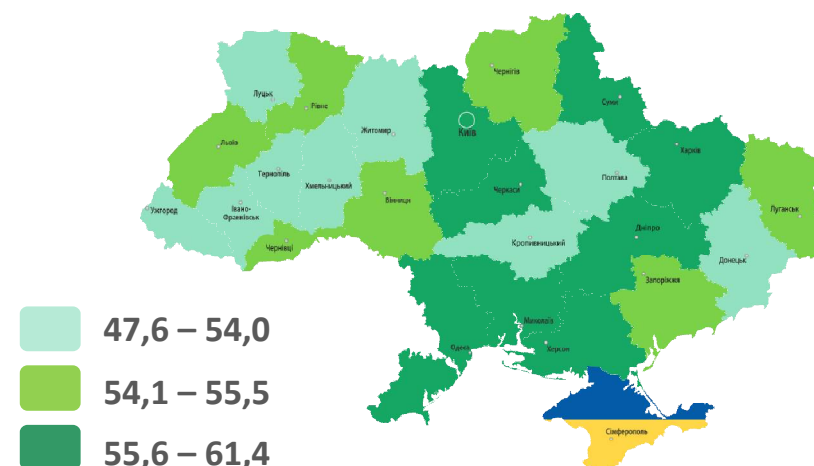 Чернігів
Луцьк
Рівне
Суми
Київ
Житомир
Львів
Харків
Тернопіль
Хмельницький
Полтава
Черкаси
Вінниця
Ужгород
Івано-
Франківськ
Луганськ
Дніпро
Чернівці
Кропивницький
Донецьк
Запоріжжя
Миколаїв
Одеса
Херсон
Сімферополь
47,6 – 54,0
54,1 – 55,5
55,6 – 61,4